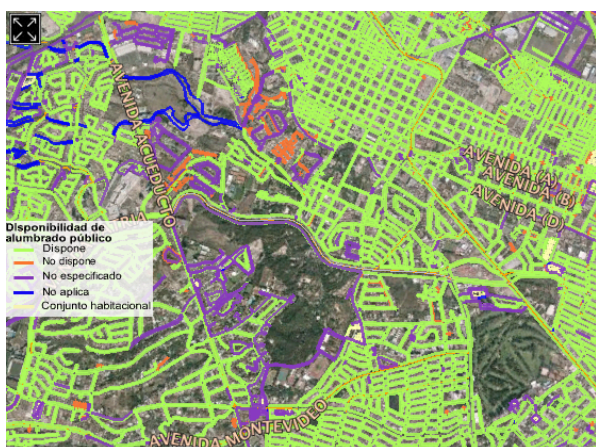 AVENIDA ACUEDUCTO
AVENIDA (A)
AVENIDA (B)
AVENIDA (D)
Disponibilidad de
alumbrado público
Dispone
No dispone
No especificado
No aplica
Conjunto habitacional
AVENIDA MONTEVIDEO